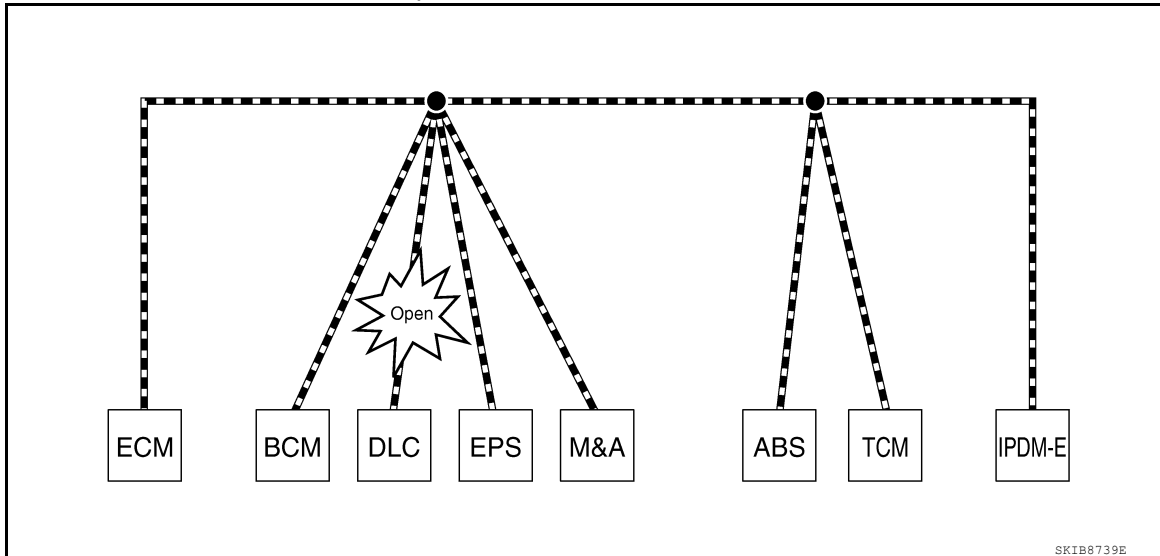 Open
ECM
BCM
DLC
EPS
M&A
ABS
TCM
IPDM-E
SKIB8739E